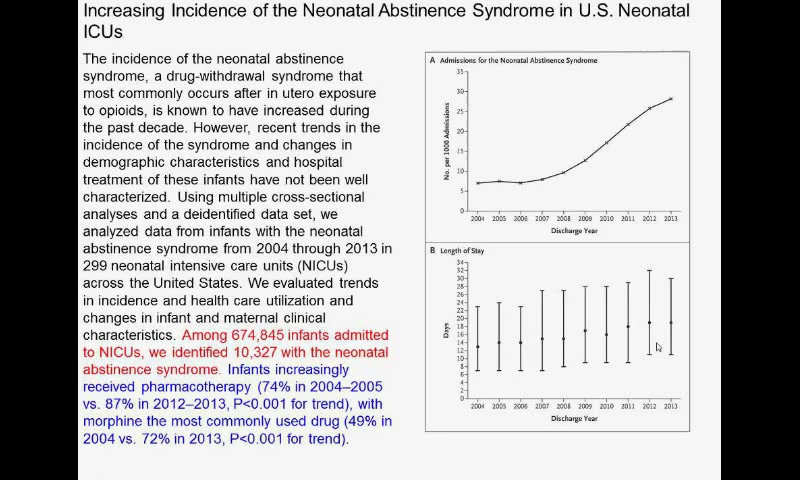 Increasing Incidence of the Neonatal Abstinence Syndrome in U.S. Neonatal
ICUs
The incidence of the neonatal abstinence
syndrome, a drug-withdrawal syndrome that
most commonly occurs after in utero exposure
to opioids, is known to have increased during
the past decade. However, recent trends in the
incidence of the syndrome and changes in
demographic characteristics and hospital
treatment of these infants have not been well
characterized. Using multiple cross-sectional
analyses and a deidentified data set, we
analyzed data from infants with the neonatal
abstinence syndrome from 2004 through 2013 in
299 neonatal intensive care units (NICUs)
across the United States. We evaluated trends
in incidence and health care utilization and
changes in infant and maternal clinical
characteristics. Among 674,845 infants admitted
to NICUs, we identified 10,327 with the neonatal
abstinence syndrome. Infants increasingly
received pharmacotherapy (74% in 2004–2005
vs. 87% in 2012–2013, P<0.001 for trend), with
morphine the most commonly used drug (49% in
2004 vs. 72% in 2013, P<0.001 for trend).
A Admissions for the Neonatal Abstinence Syndrome
No. per 1000 Admissions
35
30
25
20
15
10
5
0
2004 2005 2006 2007 2008 2009 2010 2011 2012 2013
Discharge Year
B Length of Stay
Days
34
32
30
28
26
24
22
20
18
16
14
12
10
8
6
4
2
0
2004 2005 2006 2007 2008 2009 2010 2011 2012 2013
Discharge Year